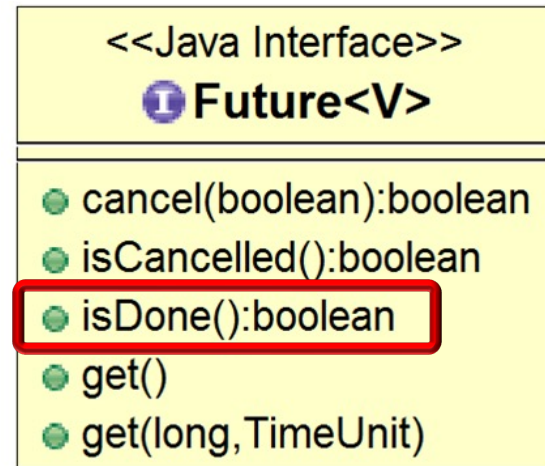 <<Java Interface>>
I Future<V>
cancel(boolean):boolean
isCancelled():boolean
isDone():boolean
get()
get(long,TimeUnit)